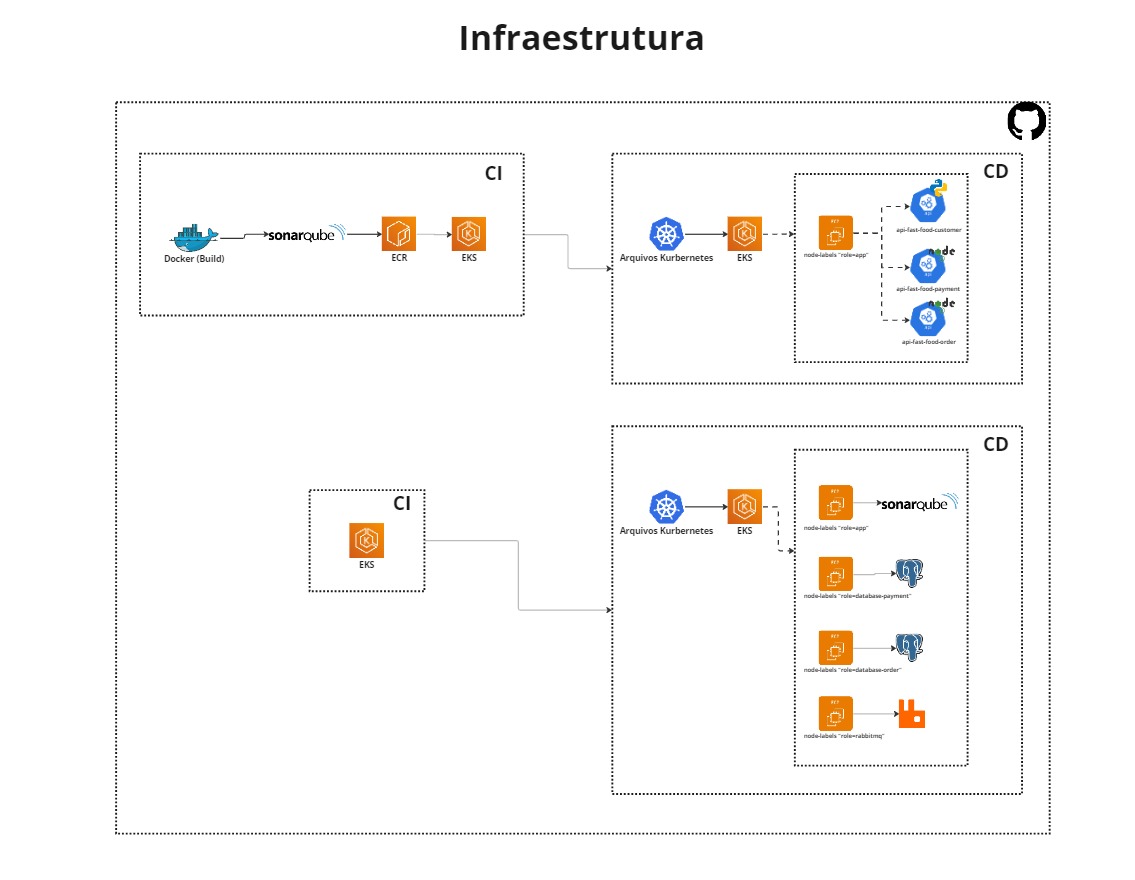 Infraestrutura
CI
Docker (Build)
sonarqube
ECR
EKS
CD
Arquivos Kurbernetes
EKS
node-labels "role=app"
api-fast-food-customer
node
api-fast-food-payment
node
api-fast-food-order
CI
EKS
CD
Arquivos Kurbernetes
EKS
sonarqube
node-labels "role=app"
node-labels "role=database-payment"
node-labels "role=database-order"
node-labels "role=rabbitmq"